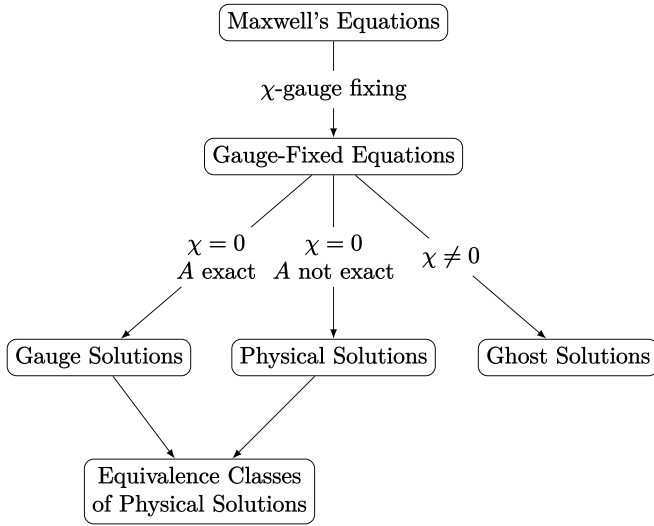 Maxwell's Equations
χ-gauge fixing
Gauge-Fixed Equations
χ = 0
A exact
χ = 0
A not exact
χ ≠ 0
Gauge Solutions
Physical Solutions
Ghost Solutions
Equivalence Classes
of Physical Solutions